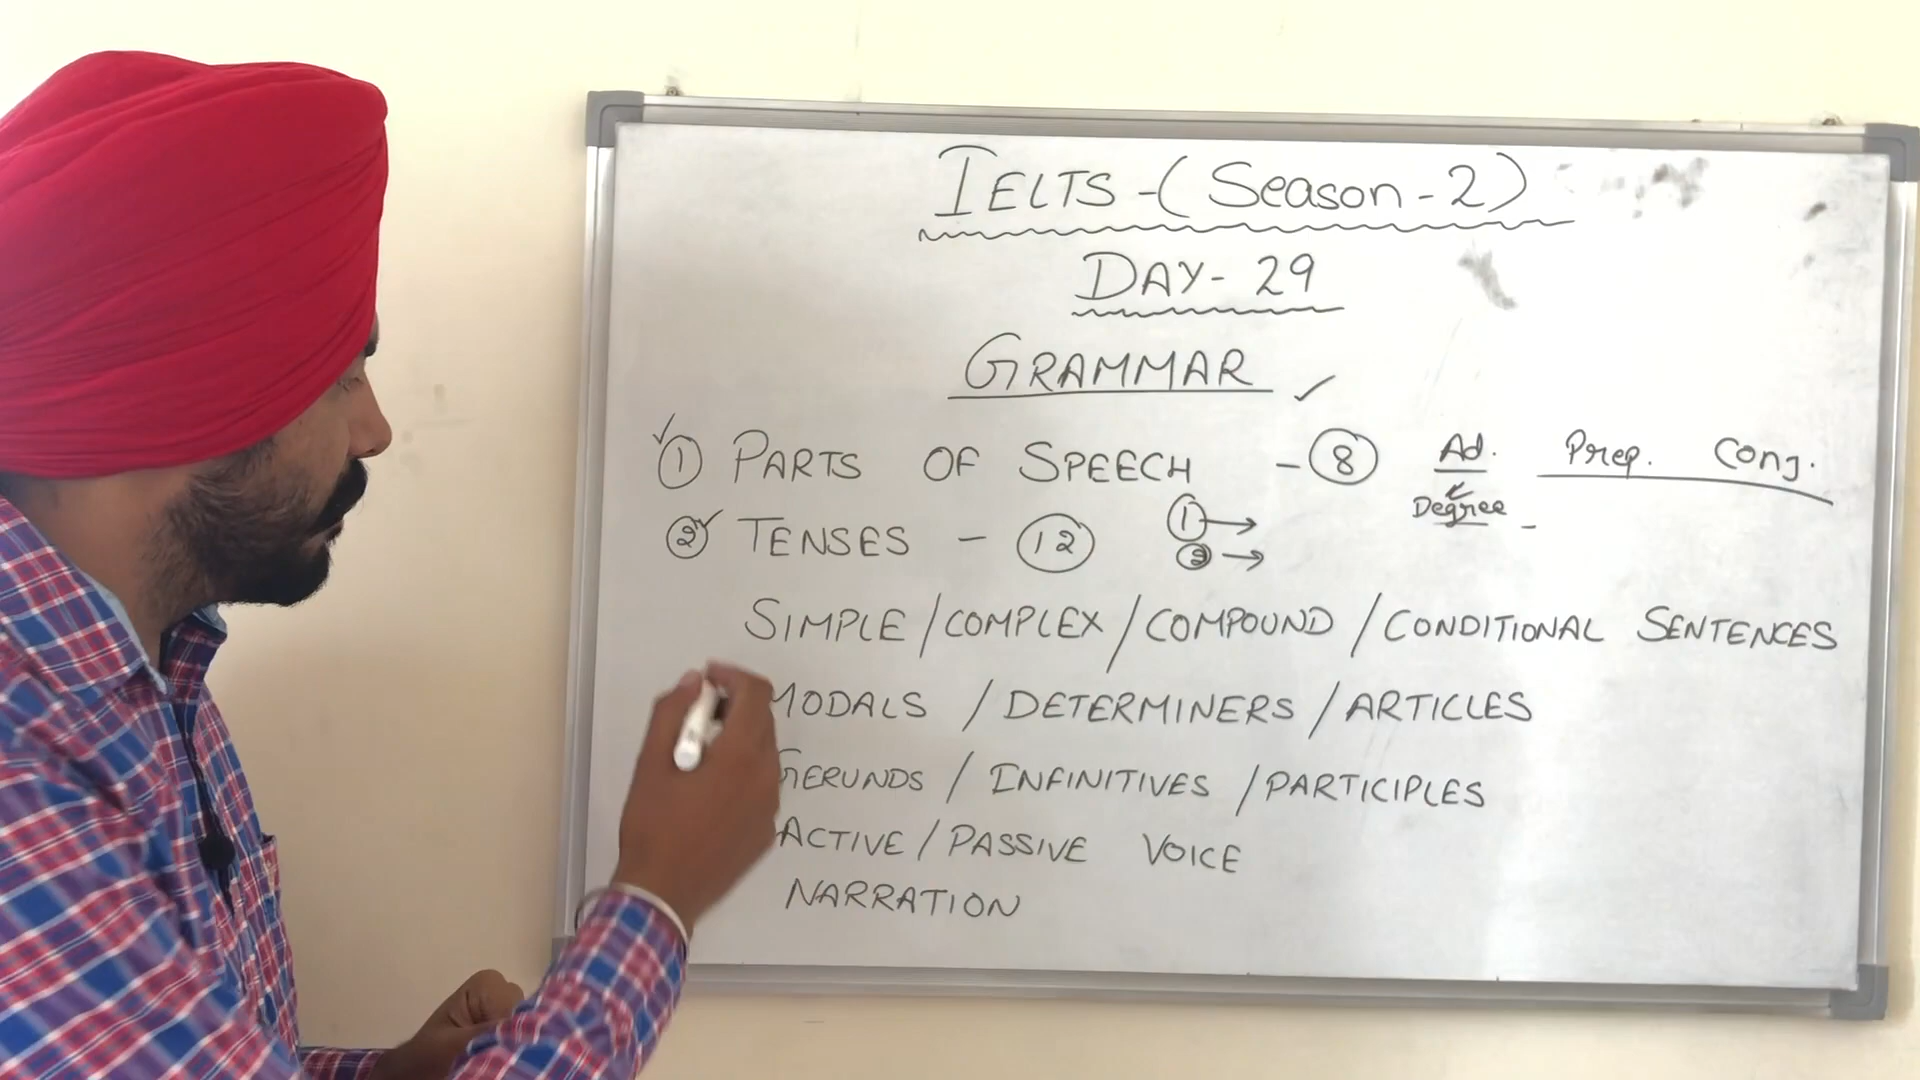 IELTS - (Season - 2)
DAY - 29
GRAMMAR ✓
✓ ① PARTS OF SPEECH - ⑧ Ad. Prep. Conj.
Degree -
② ✓ TENSES - ⑫ ① →
② →
SIMPLE / COMPLEX / COMPOUND / CONDITIONAL SENTENCES
MODALS / DETERMINERS / ARTICLES
GERUNDS / INFINITIVES / PARTICIPLES
ACTIVE / PASSIVE VOICE
NARRATION